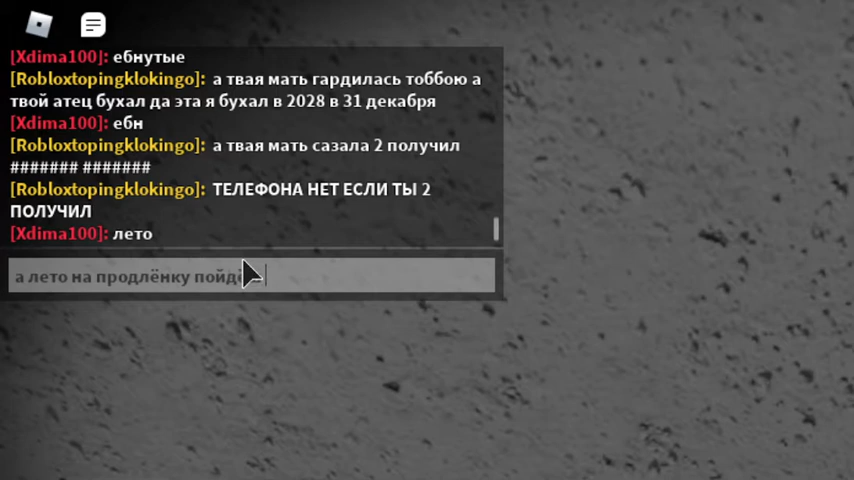 [Xdima100]: ебнутые
[Robloxtopingklokingo]: а твая мать гардилась тоббою а
твой атец бухал да эта я бухал в 2028 в 31 декабря
[Xdima100]: ебн
[Robloxtopingklokingo]: а твая мать сазала 2 получил
####### #######
[Robloxtopingklokingo]: ТЕЛЕФОНА НЕТ ЕСЛИ ТЫ 2
ПОЛУЧИЛ
[Xdima100]: лето
а лето на продлёнку